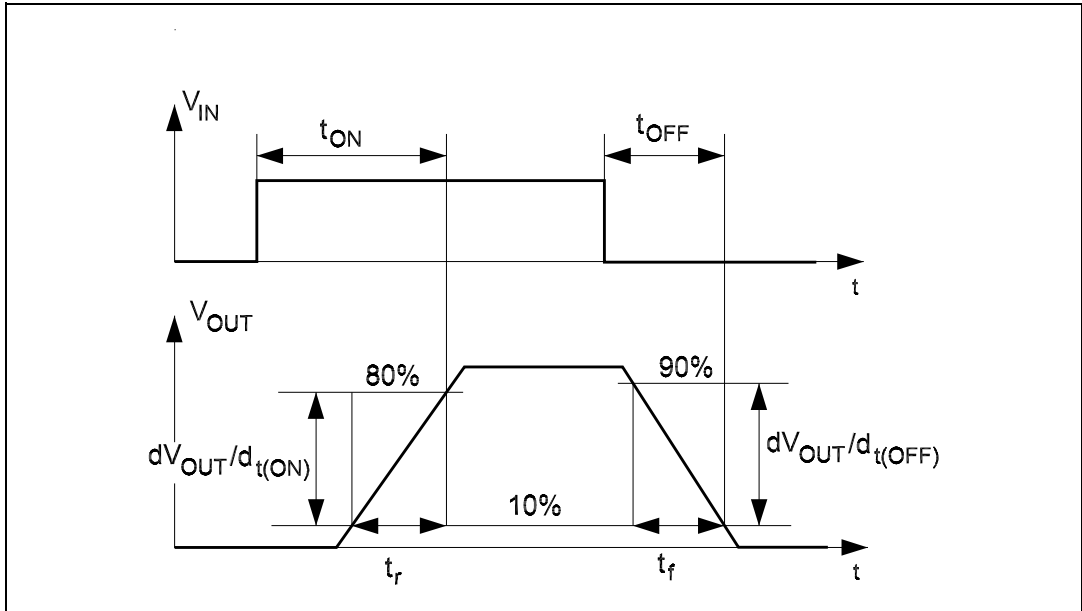 VIN
tON
tOFF
t
VOUT
80%
90%
dVOUT/dt(ON)
dVOUT/dt(OFF)
10%
tr
tf
t